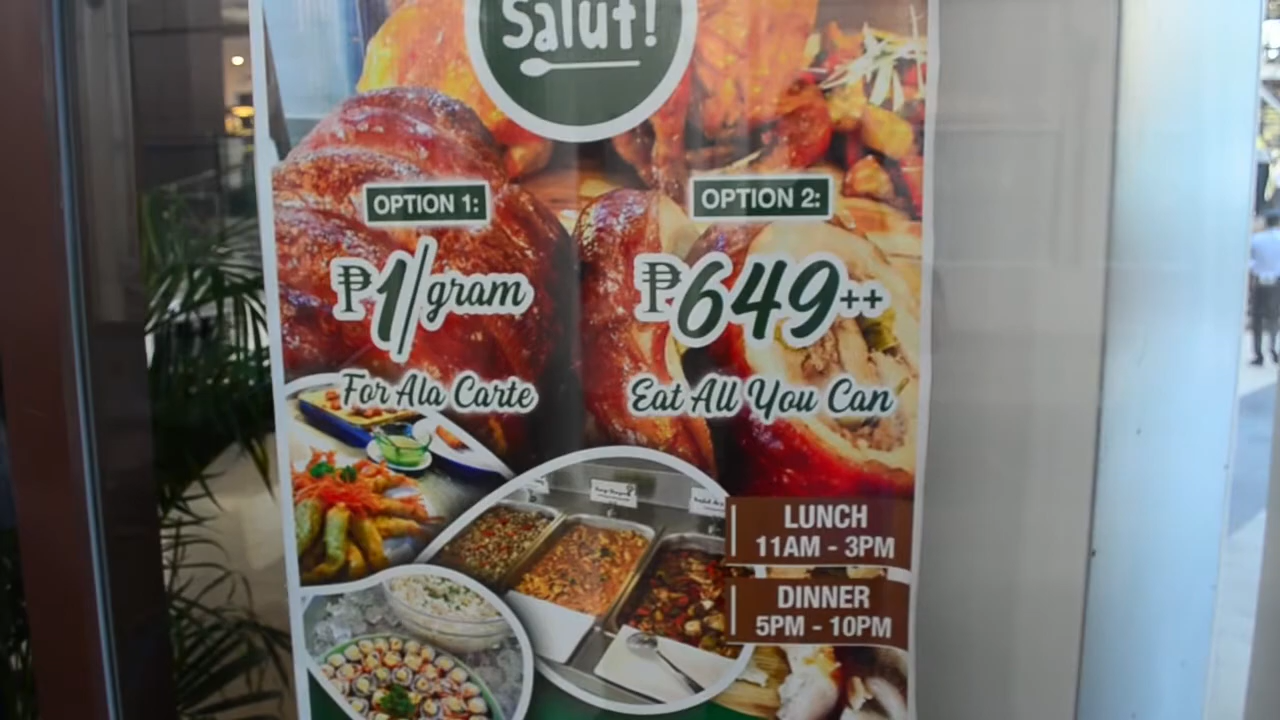 Salut!
OPTION 1:
₱1/gram
For Ala Carte
OPTION 2:
₱649++
Eat All You Can
LUNCH
11AM - 3PM
DINNER
5PM - 10PM